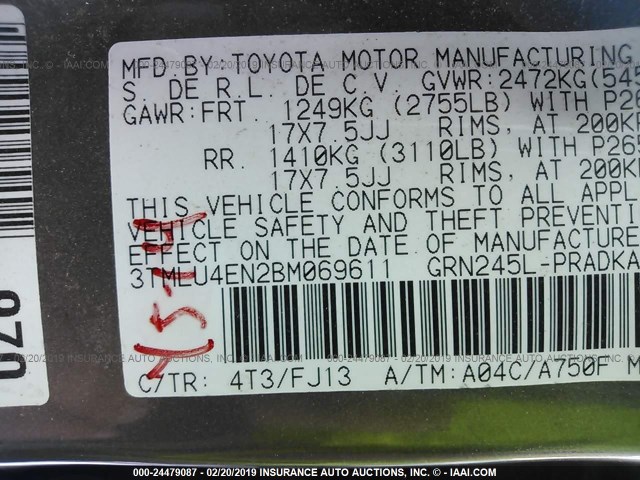 MFD. BY: TOYOTA MOTOR MANUFACTURING
S. DE R.L. DE C.V. GVWR: 2472KG(545
GAWR: FRT. 1249KG (2755LB) WITH P26
17X7.5JJ RIMS, AT 200KP
RR. 1410KG (3110LB) WITH P265
17X7.5JJ RIMS, AT 200KP
THIS VEHICLE CONFORMS TO ALL APPL
VEHICLE SAFETY AND THEFT PREVENTI
EFFECT ON THE DATE OF MANUFACTURE
3TMLU4EN2BM069611 GRN245L-PRADKA
C/TR: 4T3/FJ13 A/TM: A04C/A750F M
000-24479087 - 02/20/2019 INSURANCE AUTO AUCTIONS, INC. - © IAAI.COM